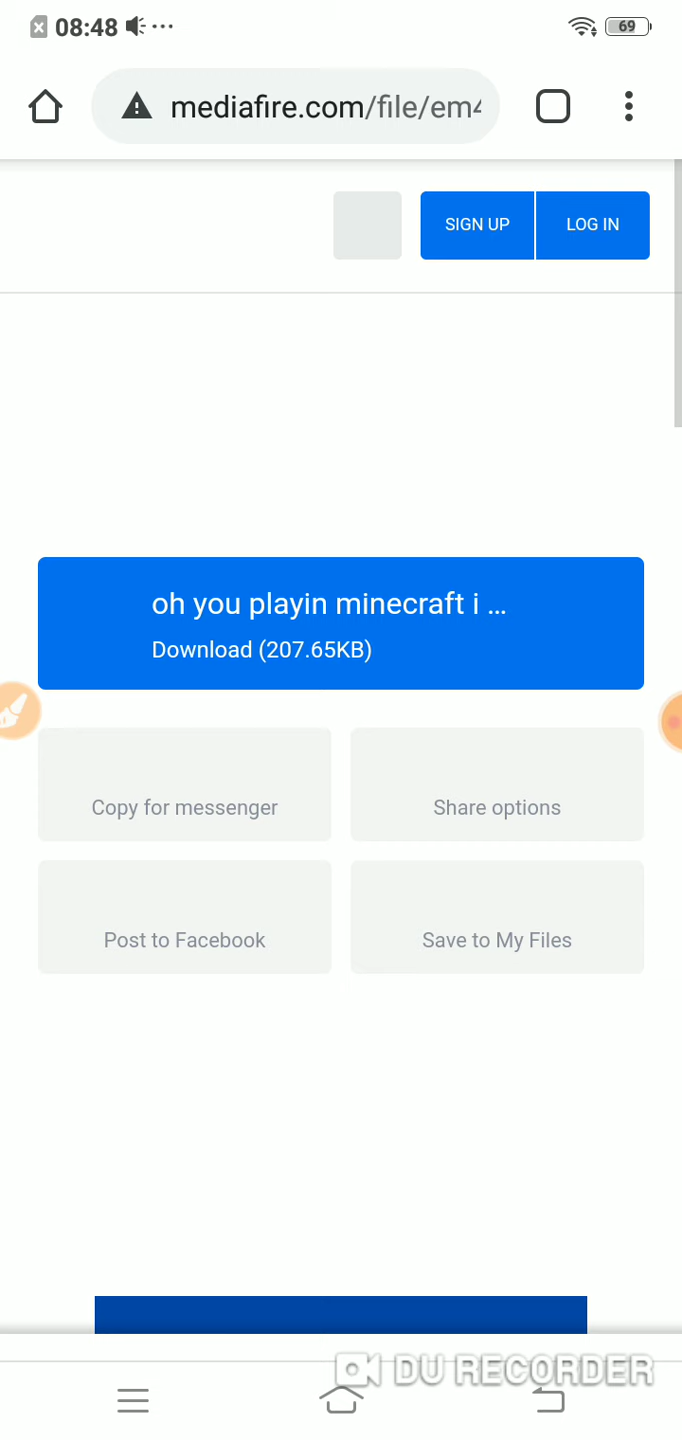 08:48
69
mediafire.com/file/em4
SIGN UP
LOG IN
oh you playin minecraft i ...
Download (207.65KB)
Copy for messenger
Share options
Post to Facebook
Save to My Files
DU RECORDER